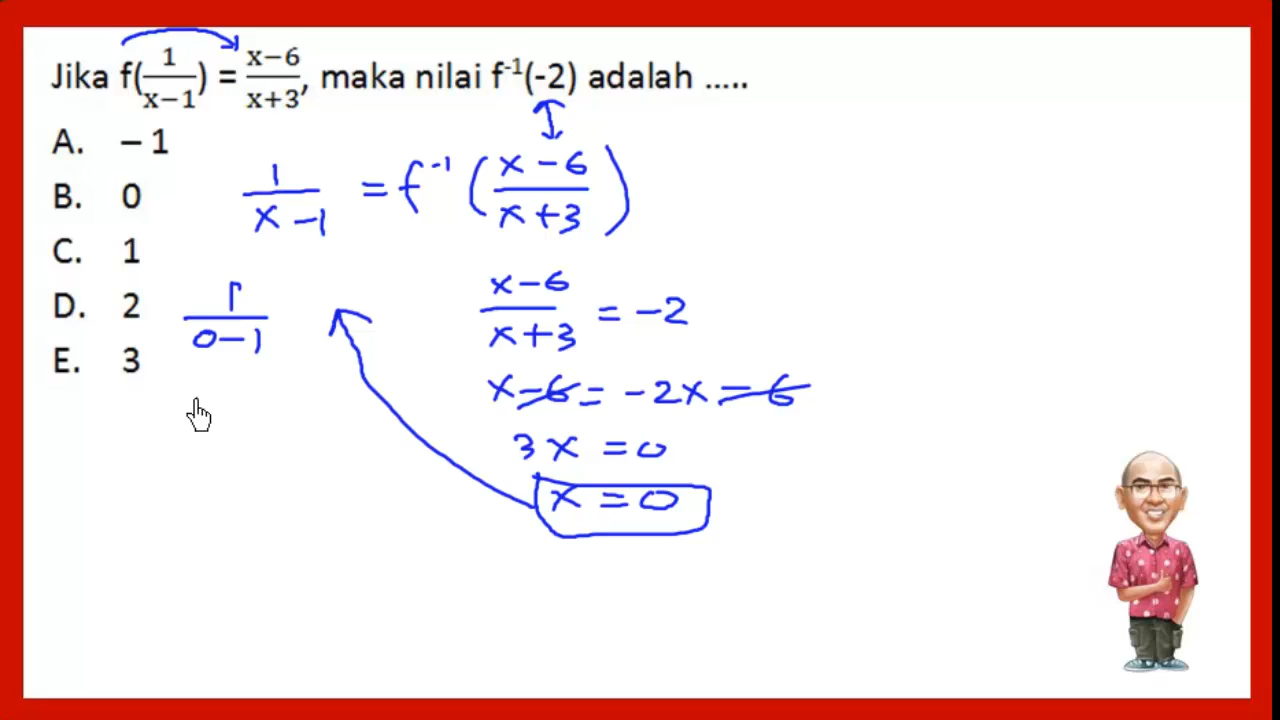 Jika f(1/(x−1)) = (x−6)/(x+3), maka nilai f⁻¹(-2) adalah .....
A. – 1
B. 0
C. 1
D. 2
E. 3
1/(x−1) = f⁻¹((x−6)/(x+3))
(x−6)/(x+3) = −2
x−6 = −2x−6
3x = 0
x = 0
1/(0−1)